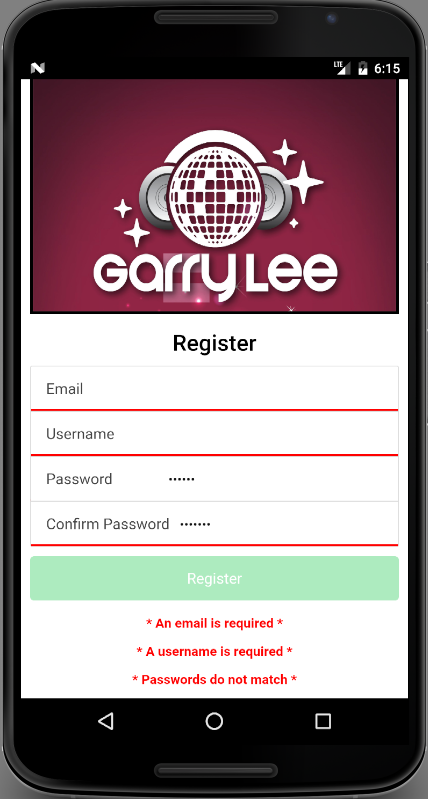 LTE 6:15
Garry Lee
Register
Email
Username
Password ••••••
Confirm Password •••••••
Register
* An email is required *
* A username is required *
* Passwords do not match *